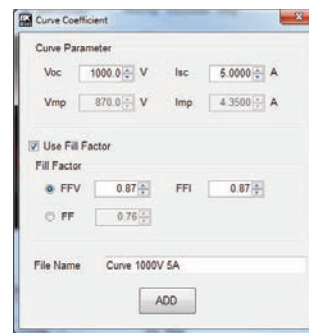 Curve Coefficient
Curve Parameter
Voc 1000.0 V Isc 5.0000 A
Vmp 870.0 V Imp 4.3500 A
Use Fill Factor
Fill Factor
FFV 0.87 FFI 0.87
FF 0.76
File Name Curve 1000V 5A
ADD